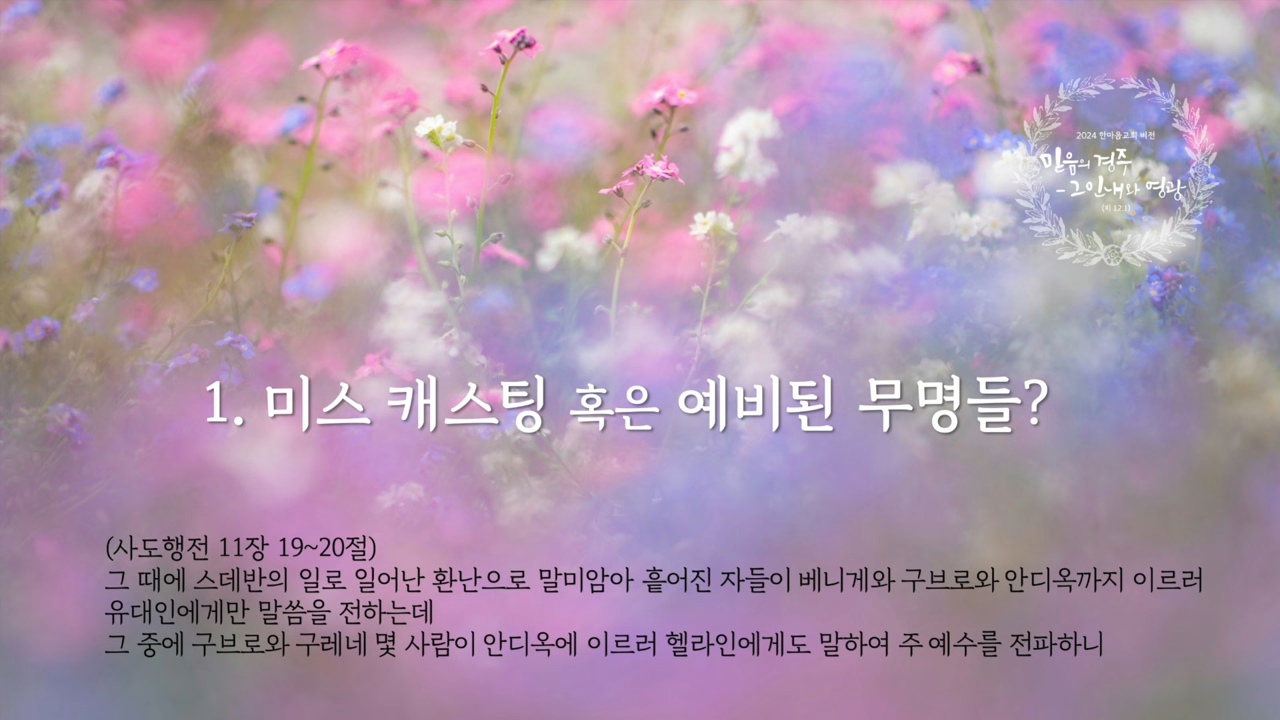 2024 한마음교회 비전
믿음의 경주
- 그 인내와 영광
(히 12:1)
1. 미스 캐스팅 혹은 예비된 무명들?
(사도행전 11장 19~20절)
그 때에 스데반의 일로 일어난 환난으로 말미암아 흩어진 자들이 베니게와 구브로와 안디옥까지 이르러
유대인에게만 말씀을 전하는데
그 중에 구브로와 구레네 몇 사람이 안디옥에 이르러 헬라인에게도 말하여 주 예수를 전파하니